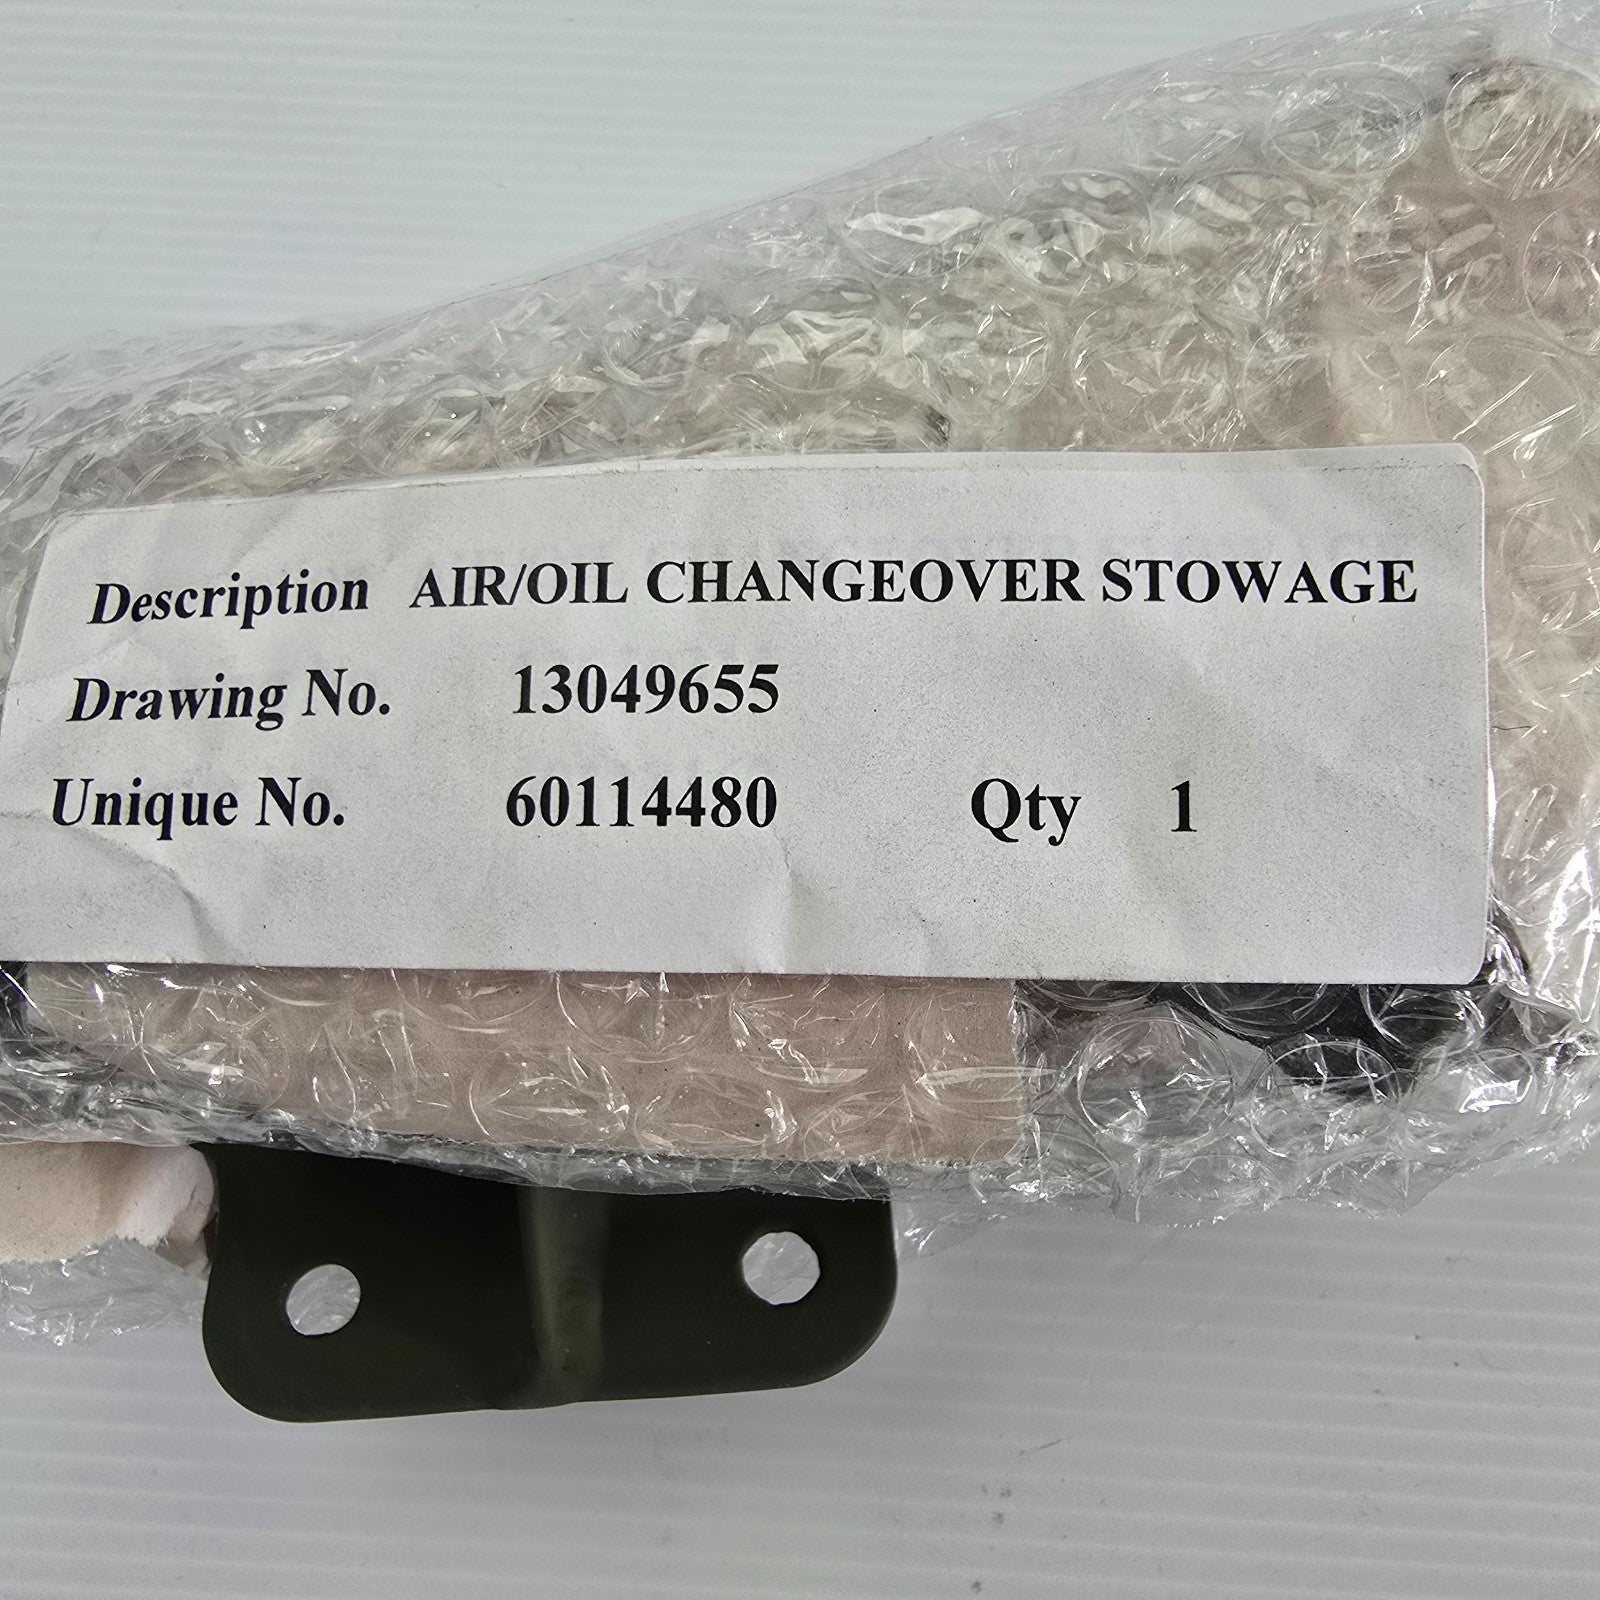 Description AIR/OIL CHANGEOVER STOWAGE
Drawing No. 13049655
Unique No. 60114480 Qty 1